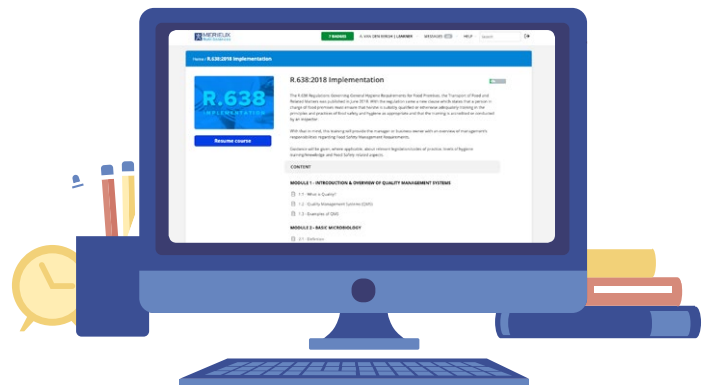 MERIEUX
LEARNER
MESSAGES
HELP
Search
Home / R.638:2018 Implementation
R.638:2018 Implementation
R.638
IMPLEMENTATION
Resume course
The R.638 Regulations Governing General Hygiene Requirements for Food Premises, the Transport of Food and
Related Matters was published in June 2018. With the regulation came a new clause which states that a person in
charge of food premises must ensure that he/she is suitably qualified or otherwise adequately training in the
principles and practices of food safety and hygiene as appropriate and that the training is accredited or conducted
by an inspector
With that in mind, the training will provide the manager or business owner with an overview of management's
responsibilities regarding Food Safety Management Requirements.
Guidance will be given where applicable, about relevant legislation/codes of practice, levels of hygiene
training/knowledge and food safety related aspects.
CONTENT
MODULE 1 - INTRODUCTION & OVERVIEW OF QUALITY MANAGEMENT SYSTEMS
1.1 - What is Quality?
1.2 - Quality Management Systems (QMS)
1.3 - Examples of QMS
MODULE 2 - BASIC MICROBIOLOGY
2.1 - Definition